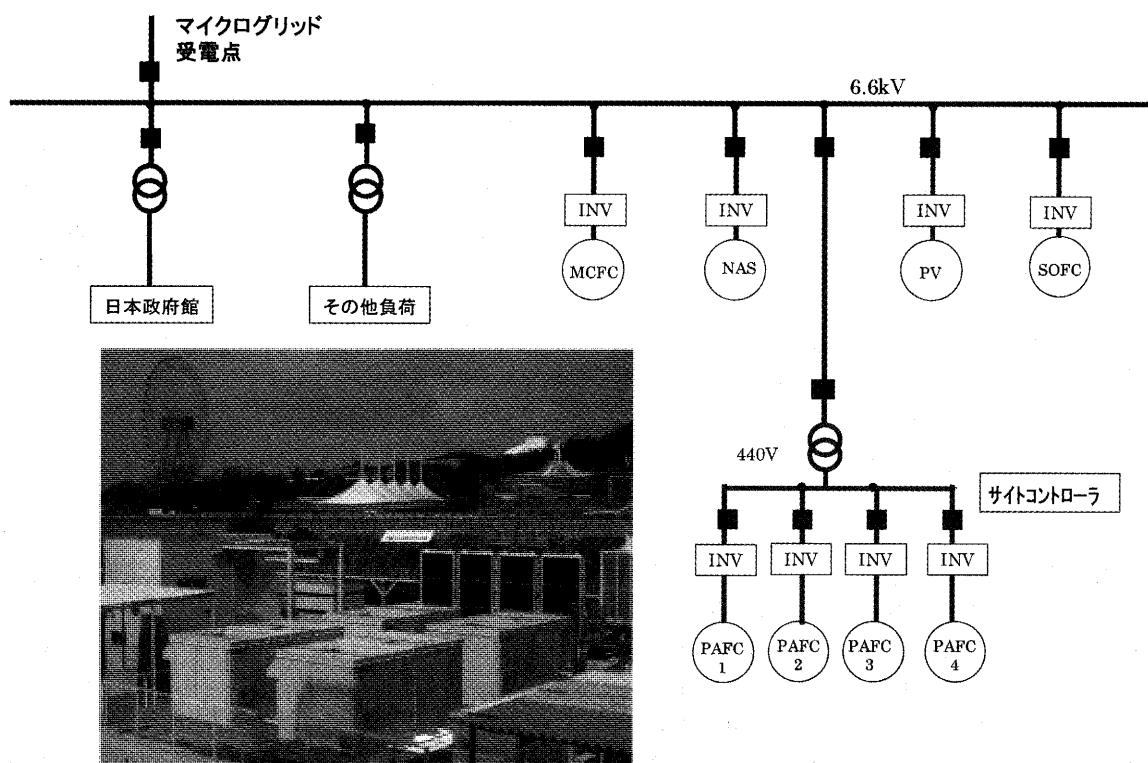 マイクログリッド
受電点
6.6kV
INV
INV
INV
INV
MCFC
NAS
PV
SOFC
日本政府館
その他負荷
440V
サイトコントローラ
INV
INV
INV
INV
PAFC
1
PAFC
2
PAFC
3
PAFC
4